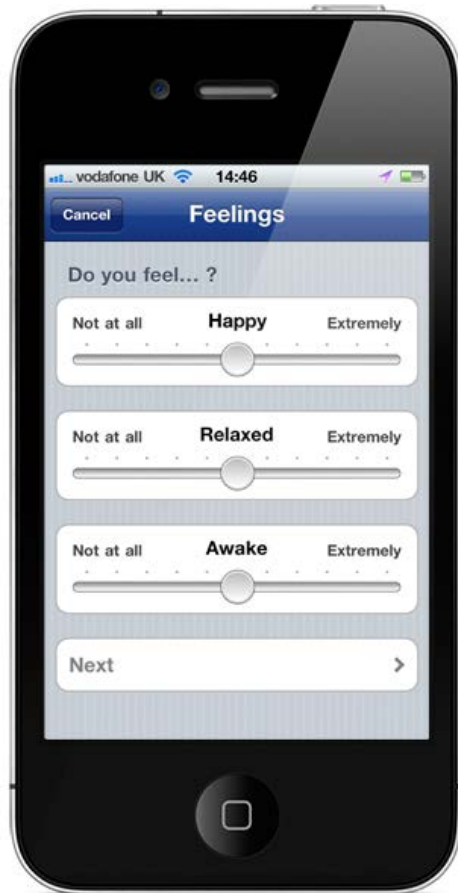 vodafone UK 14:46
Cancel Feelings
Do you feel... ?
Not at all Happy Extremely
Not at all Relaxed Extremely
Not at all Awake Extremely
Next